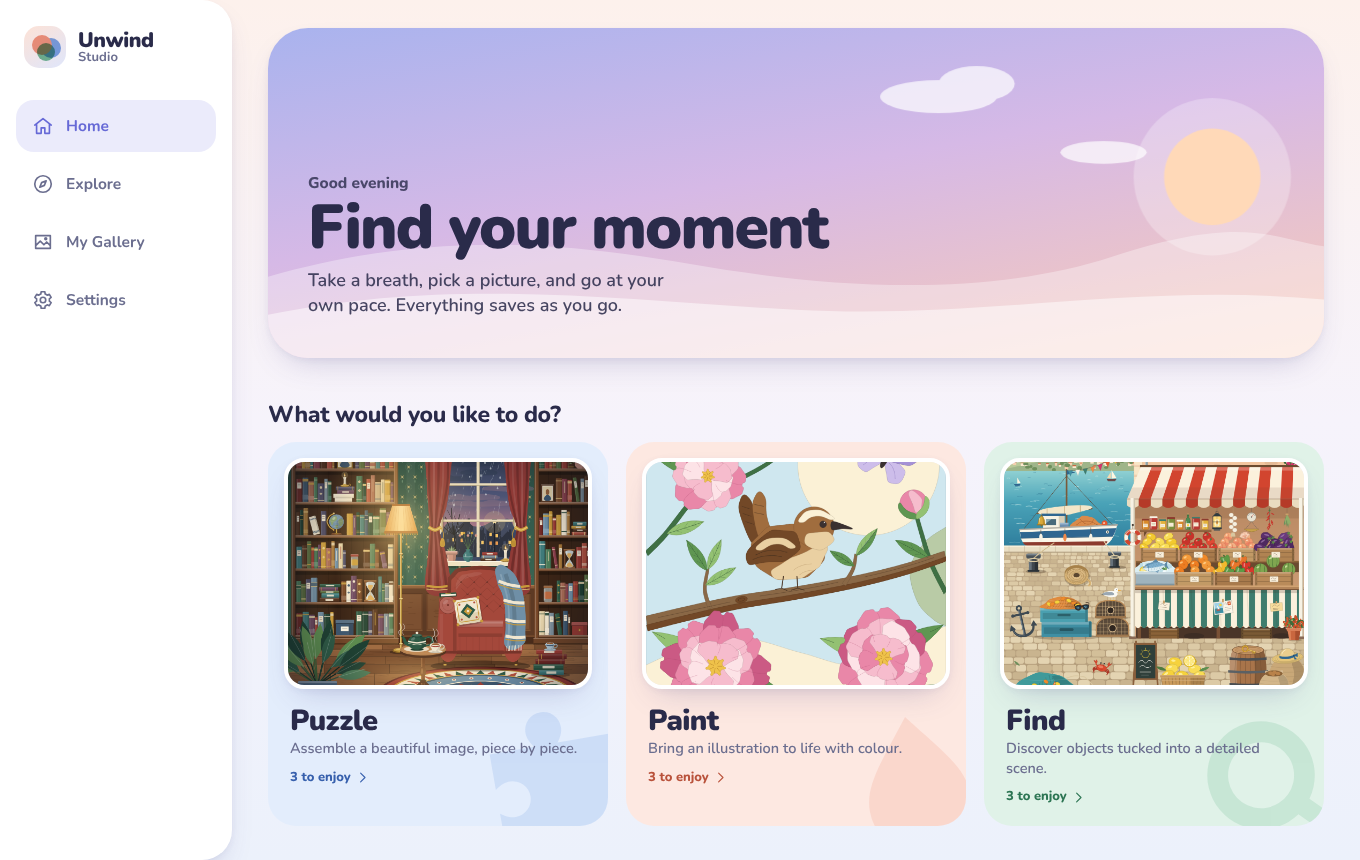 Unwind
Studio
Home
Explore
My Gallery
Settings
Good evening
Find your moment
Take a breath, pick a picture, and go at your
own pace. Everything saves as you go.
What would you like to do?
Puzzle
Assemble a beautiful image, piece by piece.
3 to enjoy
Paint
Bring an illustration to life with colour.
3 to enjoy
Find
Discover objects tucked into a detailed
scene.
3 to enjoy